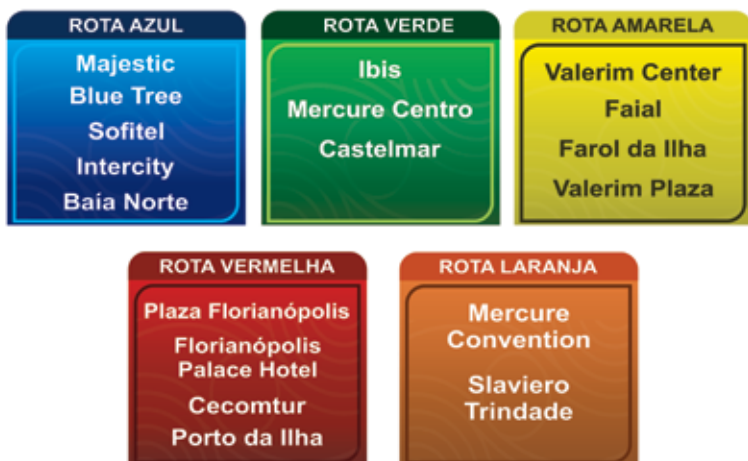 ROTA AZUL
Majestic
Blue Tree
Sofitel
Intercity
Baía Norte
ROTA VERDE
Ibis
Mercure Centro
Castelmar
ROTA AMARELA
Valerim Center
Faial
Farol da Ilha
Valerim Plaza
ROTA VERMELHA
Plaza Florianópolis
Florianópolis
Palace Hotel
Cecomtur
Porto da Ilha
ROTA LARANJA
Mercure
Convention
Slaviero
Trindade